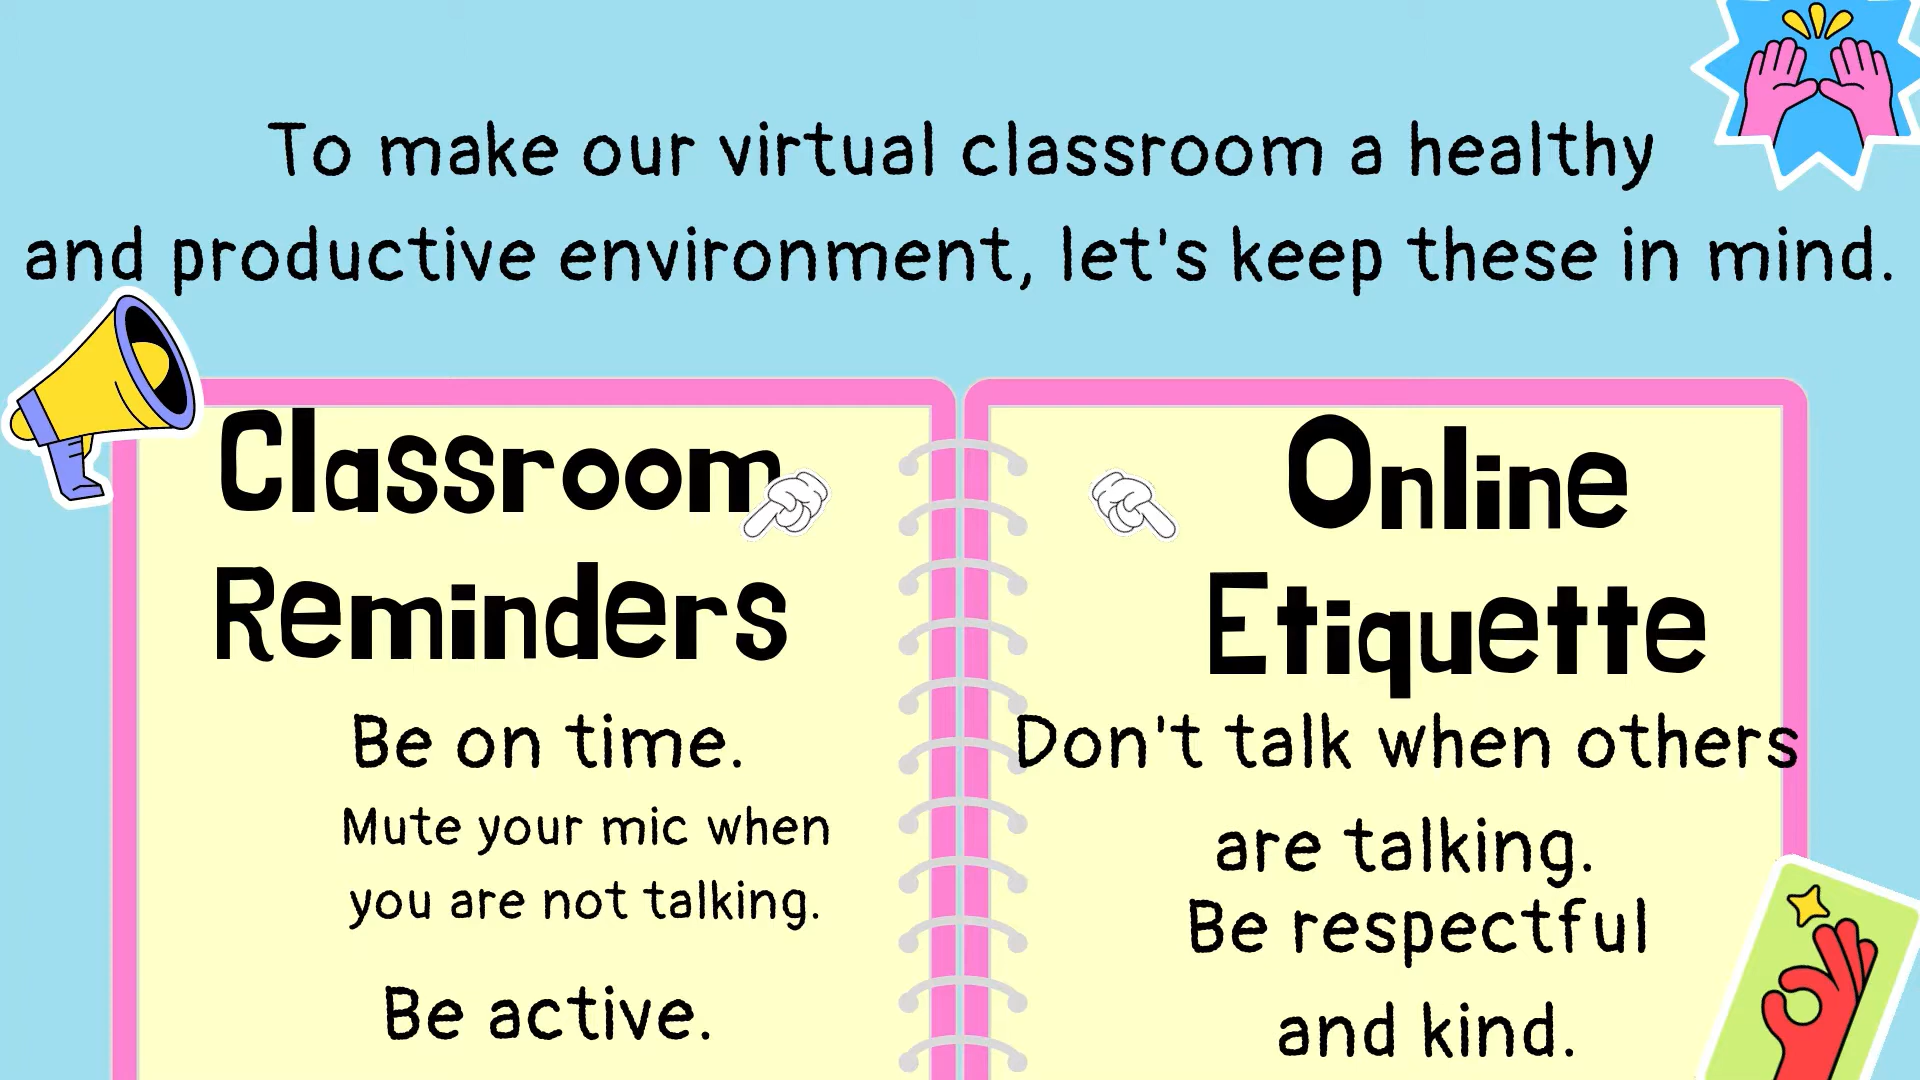 To make our virtual classroom a healthy
and productive environment, let's keep these in mind.
Classroom
Reminders
Be on time.
Mute your mic when
you are not talking.
Be active.
Online
Etiquette
Don't talk when others
are talking.
Be respectful
and kind.